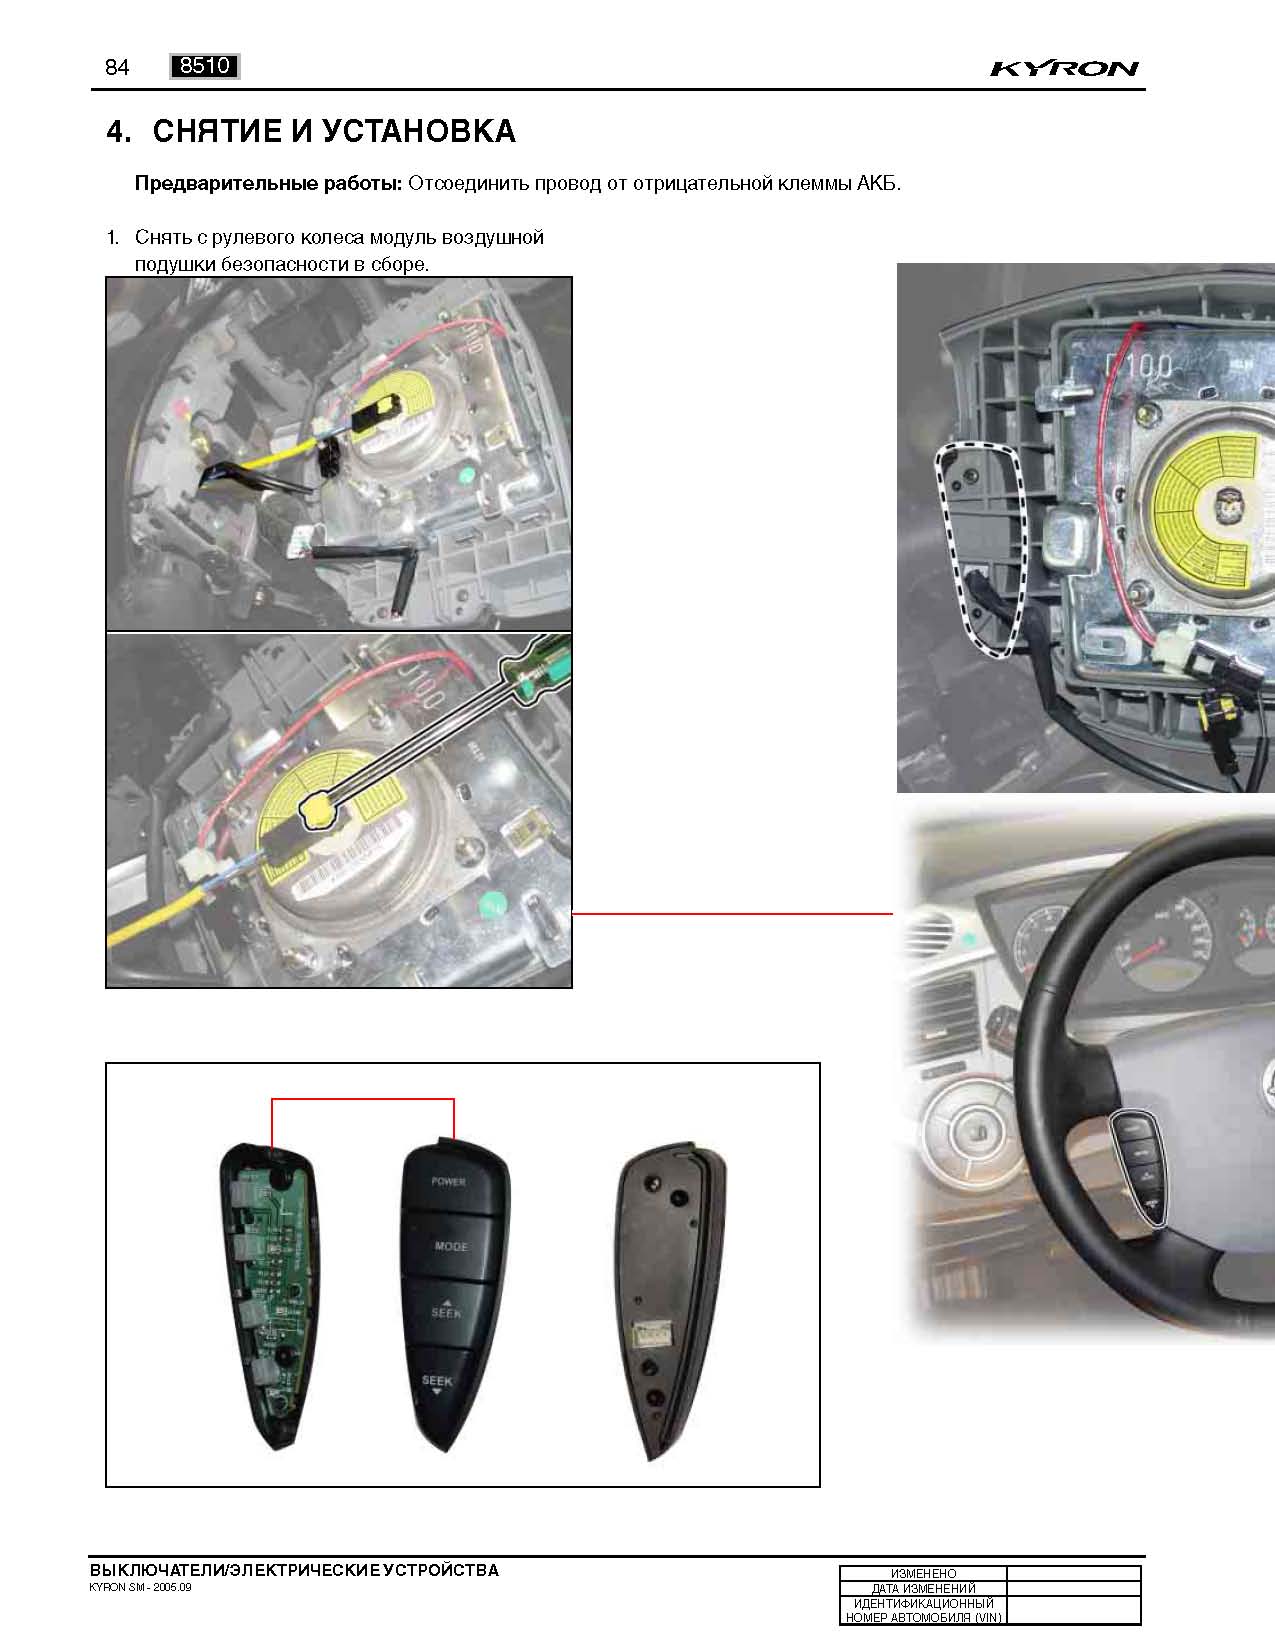 84 8510 KYRON
4. СНЯТИЕ И УСТАНОВКА
Предварительные работы: Отсоединить провод от отрицательной клеммы АКБ.
1. Снять с рулевого колеса модуль воздушной
подушки безопасности в сборе.
POWER
MODE
SEEK
SEEK
ВЫКЛЮЧАТЕЛИ/ЭЛЕКТРИЧЕСКИЕ УСТРОЙСТВА
KYRON SM - 2005.09
ИЗМЕНЕНО
ДАТА ИЗМЕНЕНИЙ
ИДЕНТИФИКАЦИОННЫЙ
НОМЕР АВТОМОБИЛЯ (VIN)